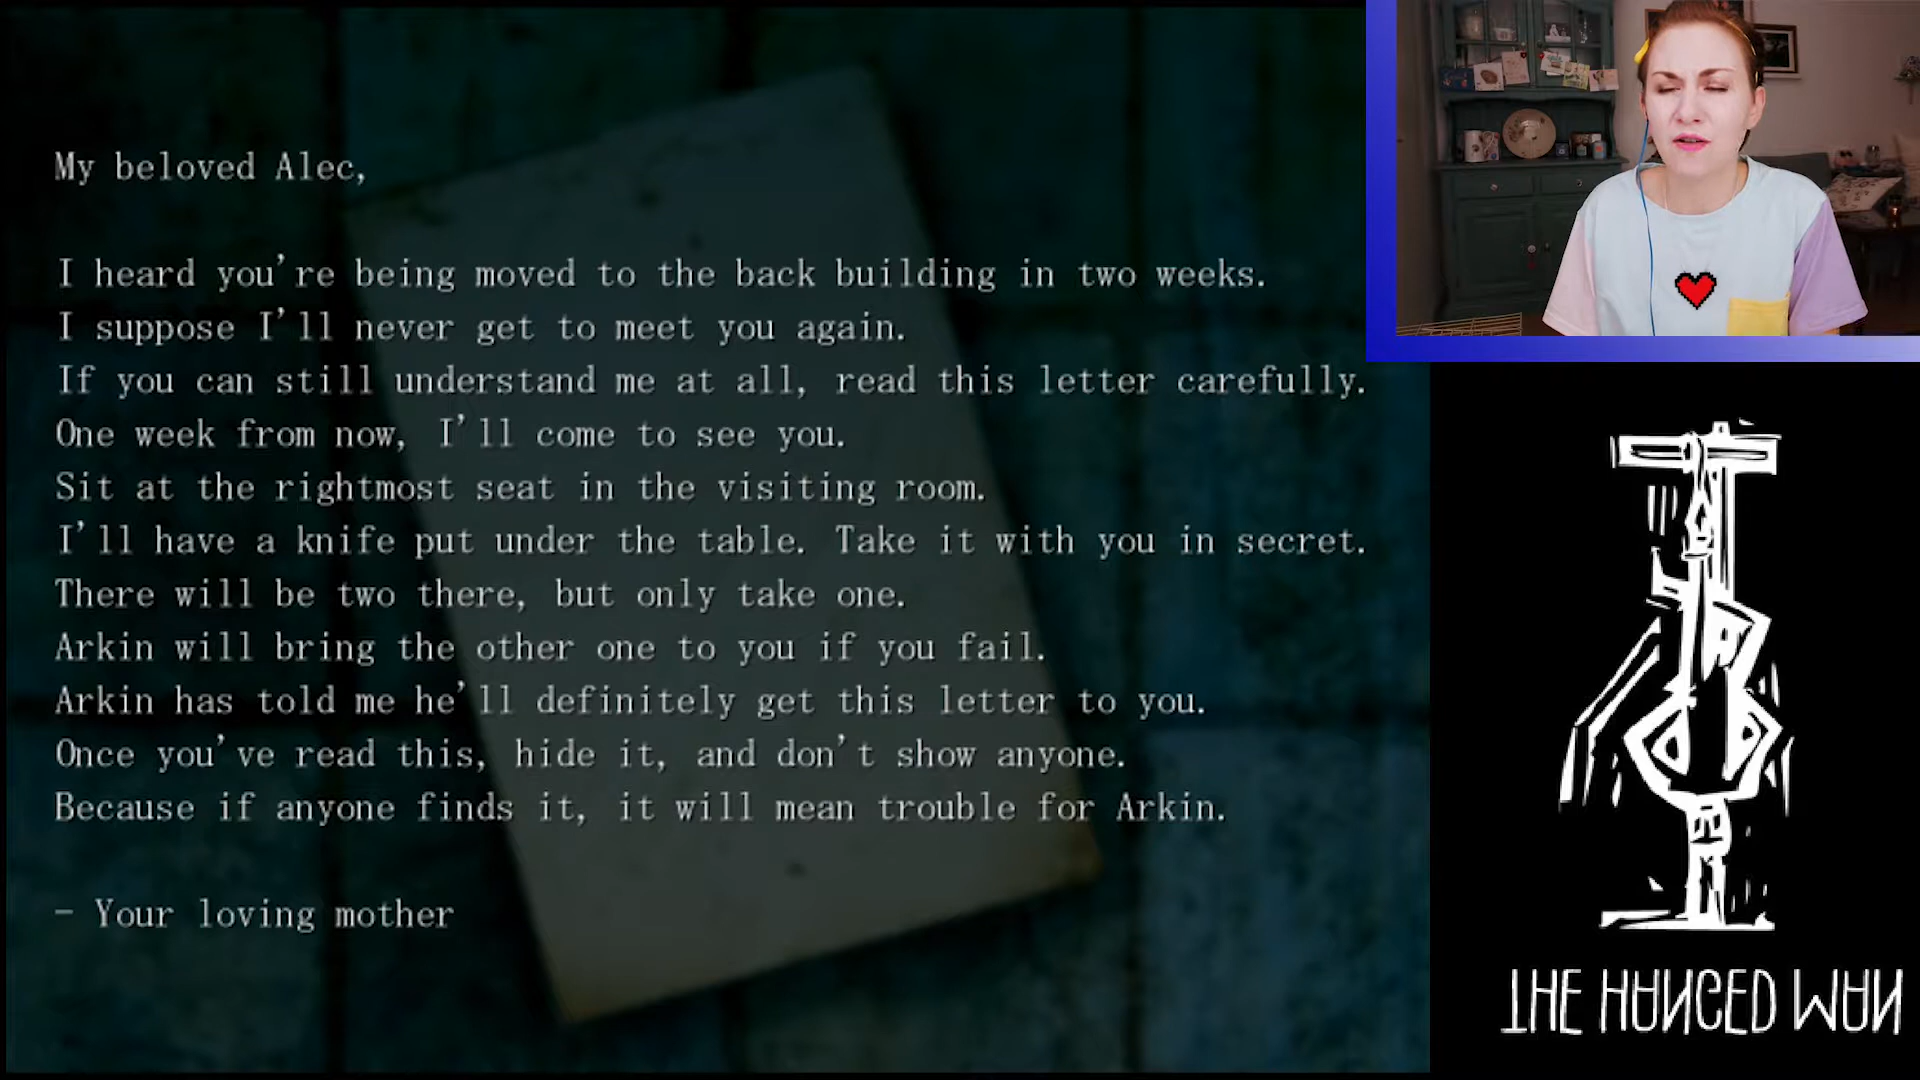 My beloved Alec,
I heard you're being moved to the back building in two weeks.
I suppose I'll never get to meet you again.
If you can still understand me at all, read this letter carefully.
One week from now, I'll come to see you.
Sit at the rightmost seat in the visiting room.
I'll have a knife put under the table. Take it with you in secret.
There will be two there, but only take one.
Arkin will bring the other one to you if you fail.
Arkin has told me he'll definitely get this letter to you.
Once you've read this, hide it, and don't show anyone.
Because if anyone finds it, it will mean trouble for Arkin.
- Your loving mother
THE HANGED MAN